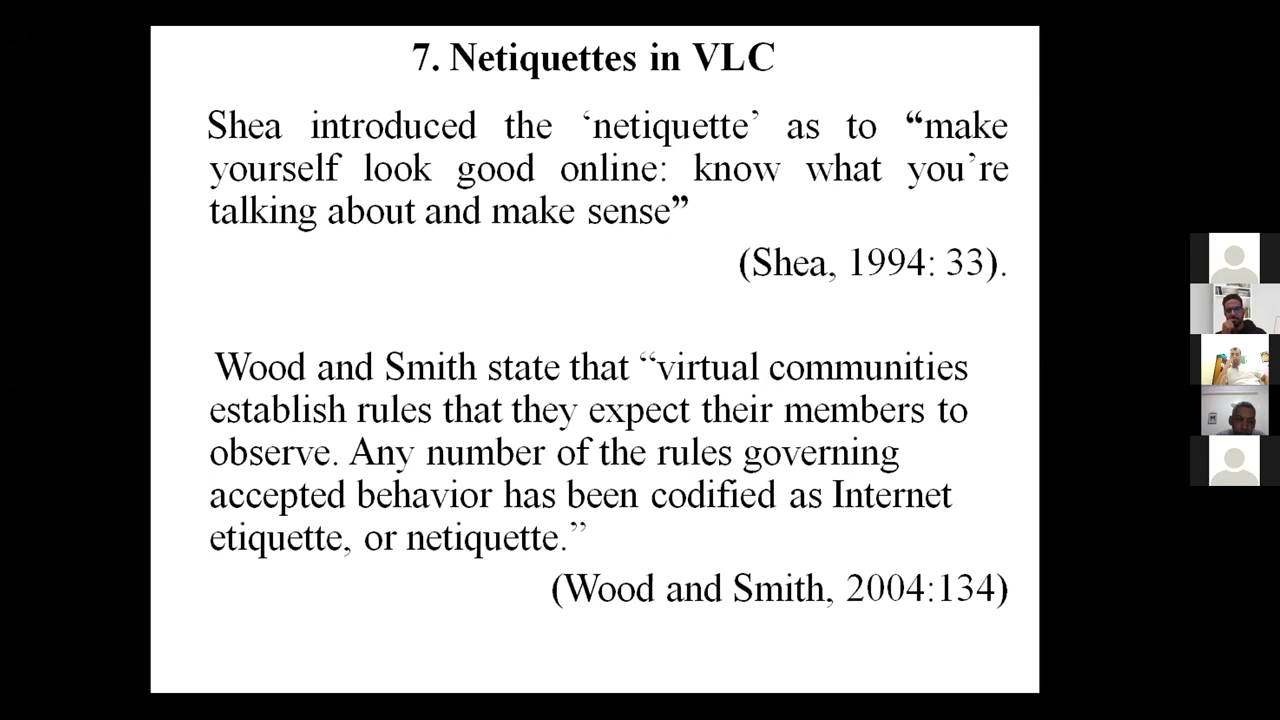 7. Netiquettes in VLC
Shea introduced the ‘netiquette’ as to “make
yourself look good online: know what you’re
talking about and make sense”
(Shea, 1994: 33).
Wood and Smith state that “virtual communities
establish rules that they expect their members to
observe. Any number of the rules governing
accepted behavior has been codified as Internet
etiquette, or netiquette.”
(Wood and Smith, 2004:134)